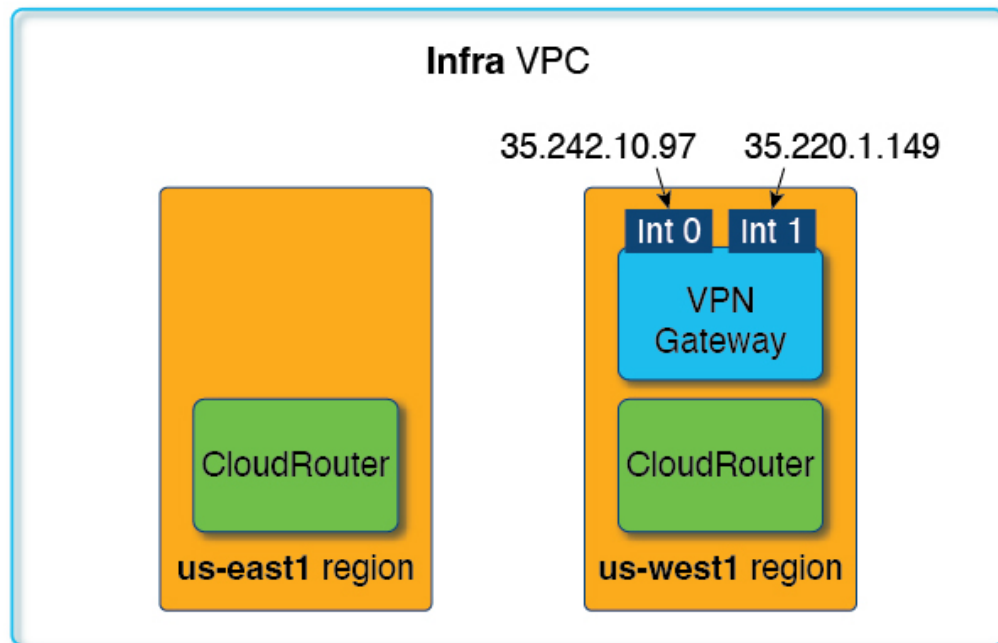 Infra VPC
35.242.10.97
35.220.1.149
Int 0
Int 1
VPN
Gateway
CloudRouter
CloudRouter
us-east1 region
us-west1 region